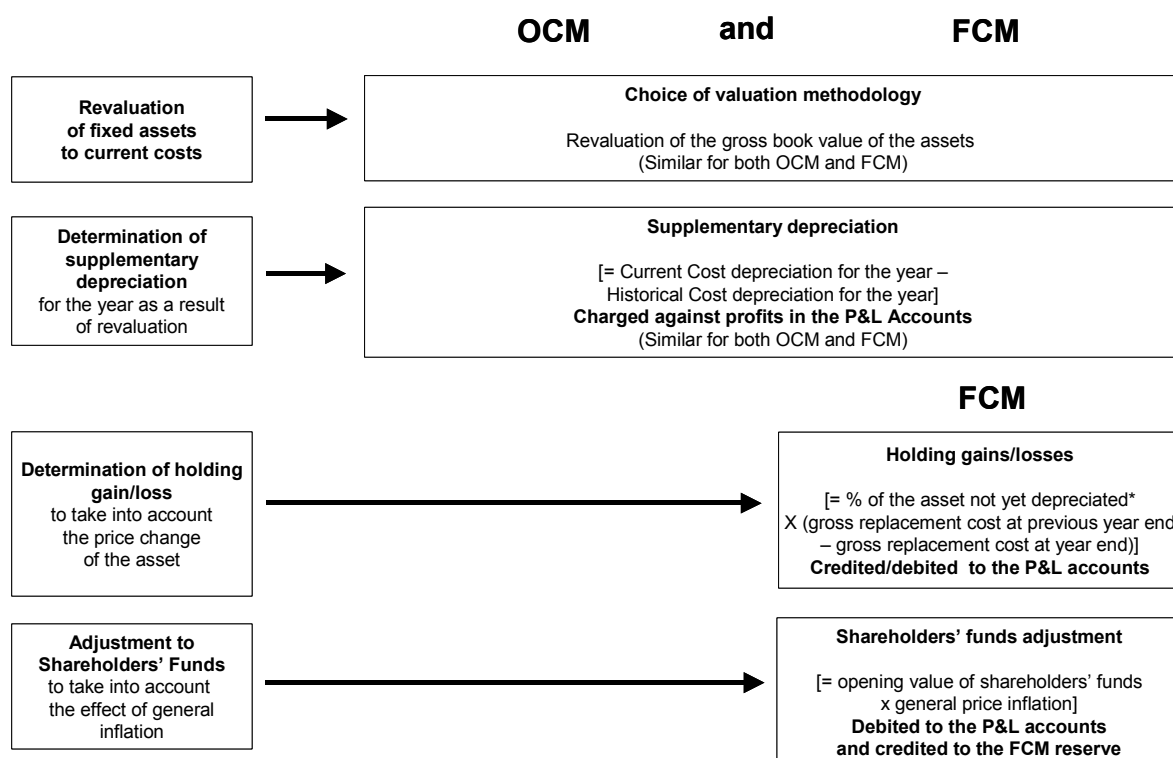 OCM and FCM
Revaluation
of fixed assets
to current costs
Choice of valuation methodology
Revaluation of the gross book value of the assets
(Similar for both OCM and FCM)
Determination of
supplementary
depreciation
for the year as a result
of revaluation
Supplementary depreciation
[= Current Cost depreciation for the year –
Historical Cost depreciation for the year]
Charged against profits in the P&L Accounts
(Similar for both OCM and FCM)
FCM
Determination of holding
gain/loss
to take into account
the price change
of the asset
Holding gains/losses
[= % of the asset not yet depreciated*
X (gross replacement cost at previous year end
– gross replacement cost at year end)]
Credited/debited to the P&L accounts
Adjustment to
Shareholders’ Funds
to take into account
the effect of general
inflation
Shareholders’ funds adjustment
[= opening value of shareholders’ funds
x general price inflation]
Debited to the P&L accounts
and credited to the FCM reserve